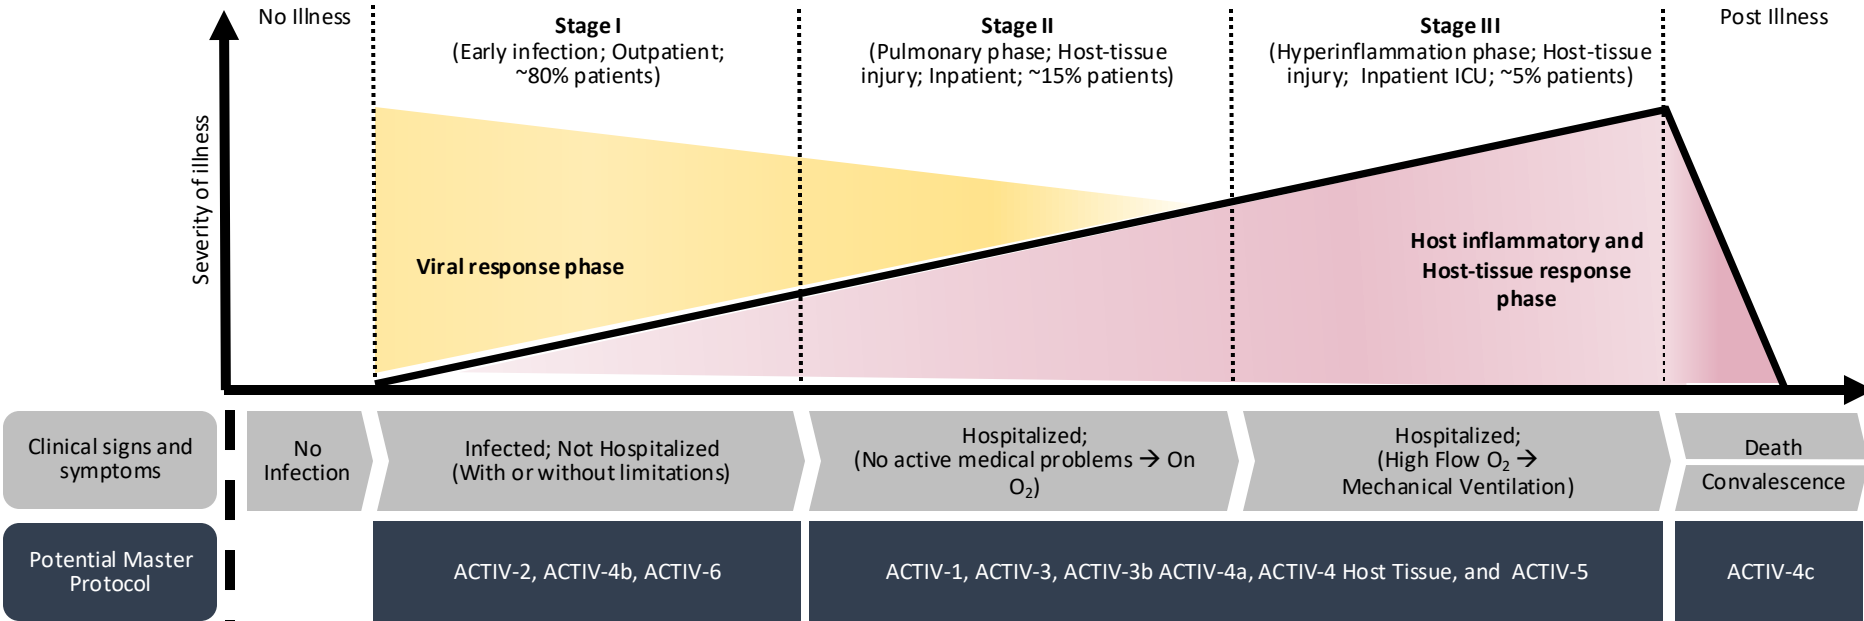 No Illness
Stage I
(Early infection; Outpatient;
~80% patients)
Stage II
(Pulmonary phase; Host-tissue
injury; Inpatient; ~15% patients)
Stage III
(Hyperinflammation phase; Host-tissue
injury; Inpatient ICU; ~5% patients)
Post Illness
Severity of illness
Viral response phase
Host inflammatory and
Host-tissue response
phase
Clinical signs and
symptoms
No
Infection
Infected; Not Hospitalized
(With or without limitations)
Hospitalized;
(No active medical problems → On
O₂)
Hospitalized;
(High Flow O₂ →
Mechanical Ventilation)
Death
Convalescence
Potential Master
Protocol
ACTIV-2, ACTIV-4b, ACTIV-6
ACTIV-1, ACTIV-3, ACTIV-3b ACTIV-4a, ACTIV-4 Host Tissue, and ACTIV-5
ACTIV-4c